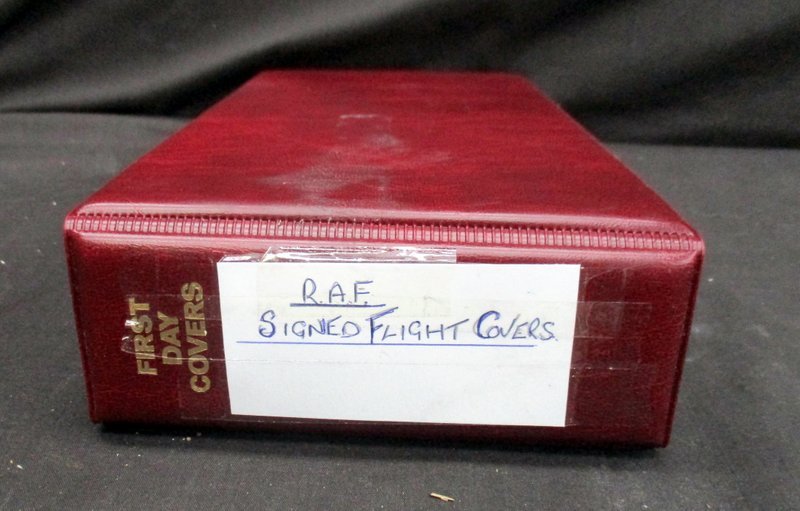 FIRST
DAY
COVERS
R.A.F.
SIGNED FLIGHT COVERS